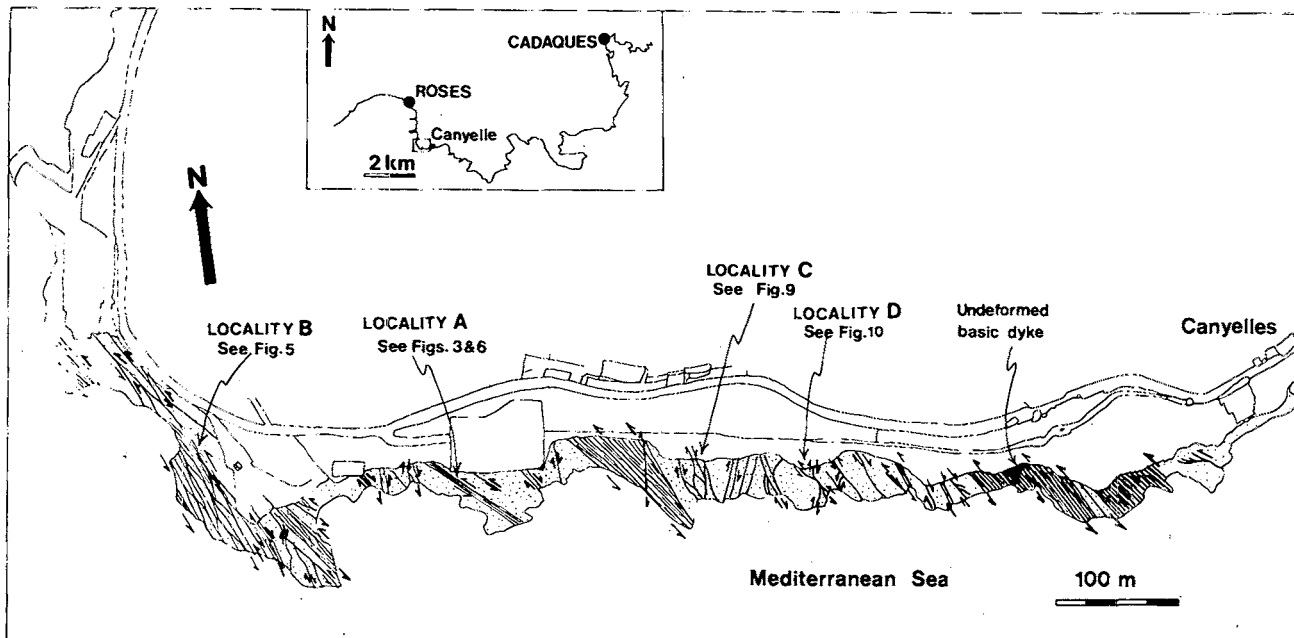 N
CADAQUES
ROSES
Canyelle
2 km
N
LOCALITY B
See Fig. 5
LOCALITY A
See Figs. 3&6
LOCALITY C
See Fig.9
LOCALITY D
See Fig.10
Undeformed
basic dyke
Canyelles
Mediterranean Sea
100 m